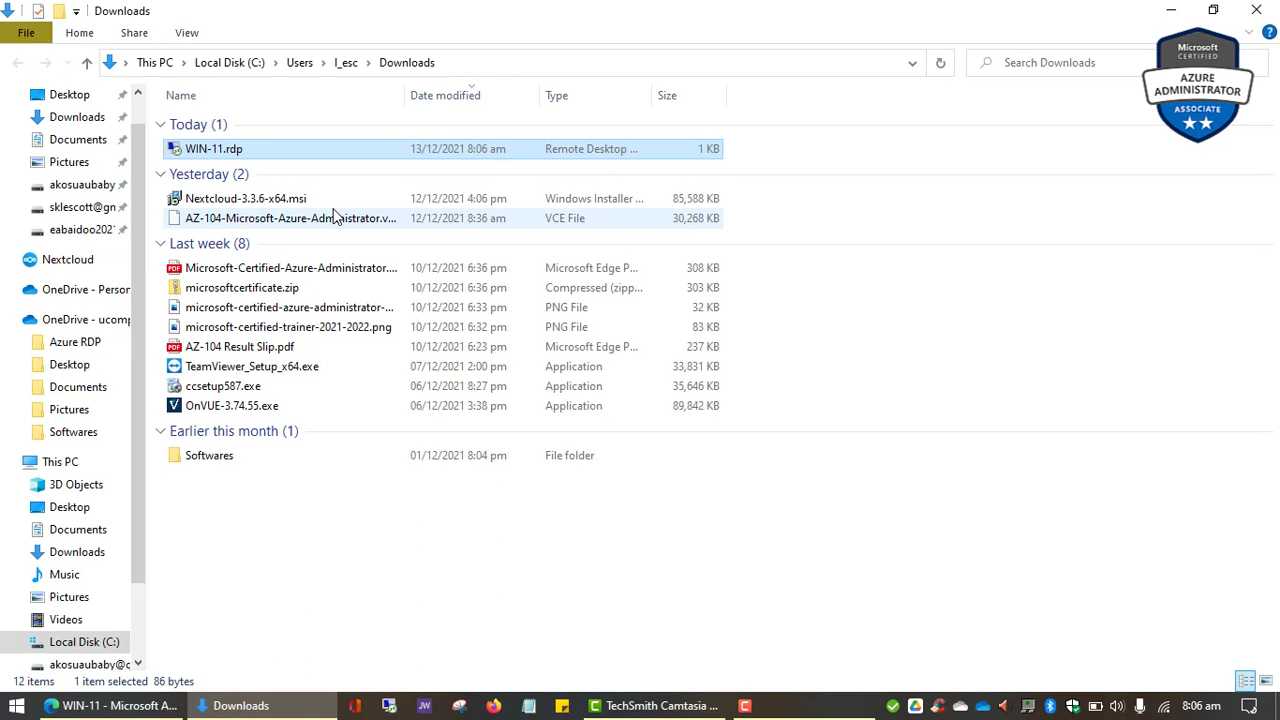 Downloads
File
Home
Share
View
This PC
Local Disk (C:)
Users
l_esc
Downloads
Search Downloads
Microsoft
CERTIFIED
AZURE
ADMINISTRATOR
ASSOCIATE
Name
Date modified
Type
Size
Desktop
Downloads
Documents
Pictures
akosuaubaby
sklescott@gn
eabaidoo202
Nextcloud
OneDrive - Person
OneDrive - ucomp
Azure RDP
Desktop
Documents
Pictures
Softwares
This PC
3D Objects
Desktop
Documents
Downloads
Music
Pictures
Videos
Local Disk (C:)
akosuaubaby@g
Today (1)
WIN-11.rdp 13/12/2021 8:06 am Remote Desktop ... 1 KB
Yesterday (2)
Nextcloud-3.3.6-x64.msi 12/12/2021 4:06 pm Windows Installer ... 85,588 KB
AZ-104-Microsoft-Azure-Administrator.v... 12/12/2021 8:36 am VCE File 30,268 KB
Last week (8)
Microsoft-Certified-Azure-Administrator.... 10/12/2021 6:36 pm Microsoft Edge P... 308 KB
microsoftcertificate.zip 10/12/2021 6:36 pm Compressed (zipp... 303 KB
microsoft-certified-azure-administrator-... 10/12/2021 6:33 pm PNG File 32 KB
microsoft-certified-trainer-2021-2022.png 10/12/2021 6:32 pm PNG File 83 KB
AZ-104 Result Slip.pdf 10/12/2021 6:23 pm Microsoft Edge P... 237 KB
TeamViewer_Setup_x64.exe 07/12/2021 2:00 pm Application 33,831 KB
ccsetup587.exe 06/12/2021 8:27 pm Application 35,646 KB
OnVUE-3.74.55.exe 06/12/2021 3:38 pm Application 89,842 KB
Earlier this month (1)
Softwares 01/12/2021 8:04 pm File folder
12 items 1 item selected 86 bytes
WIN-11 - Microsoft A...
Downloads
JW
TechSmith Camtasia ...
8:06 am